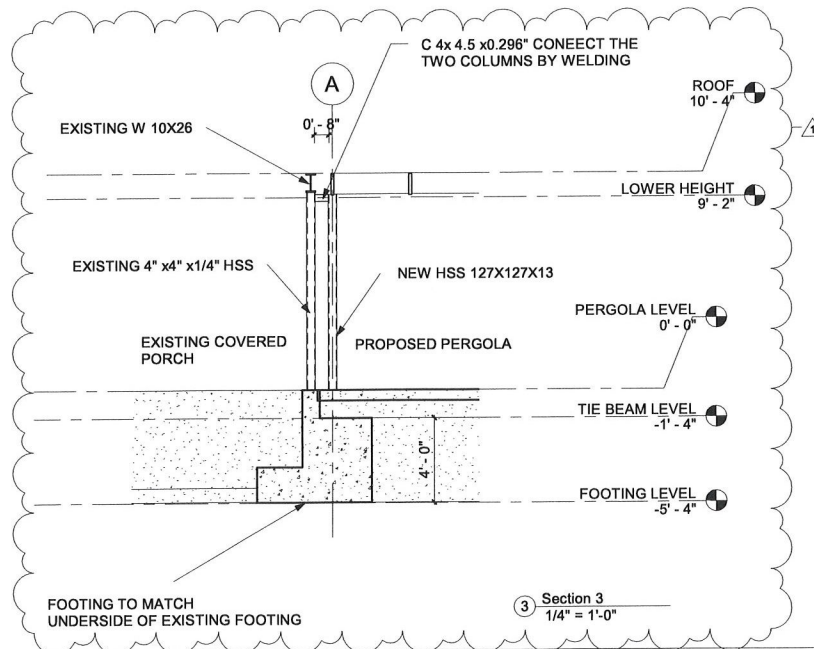 C 4x 4.5 x0.296" CONEECT THE
TWO COLUMNS BY WELDING
A
ROOF
10' - 4"
0' - 8"
EXISTING W 10X26
1
LOWER HEIGHT
9' - 2"
EXISTING 4" x4" x1/4" HSS
NEW HSS 127X127X13
PERGOLA LEVEL
0' - 0"
EXISTING COVERED
PORCH
PROPOSED PERGOLA
TIE BEAM LEVEL
-1' - 4"
4' - 0"
FOOTING LEVEL
-5' - 4"
FOOTING TO MATCH
UNDERSIDE OF EXISTING FOOTING
3 Section 3
1/4" = 1'-0"